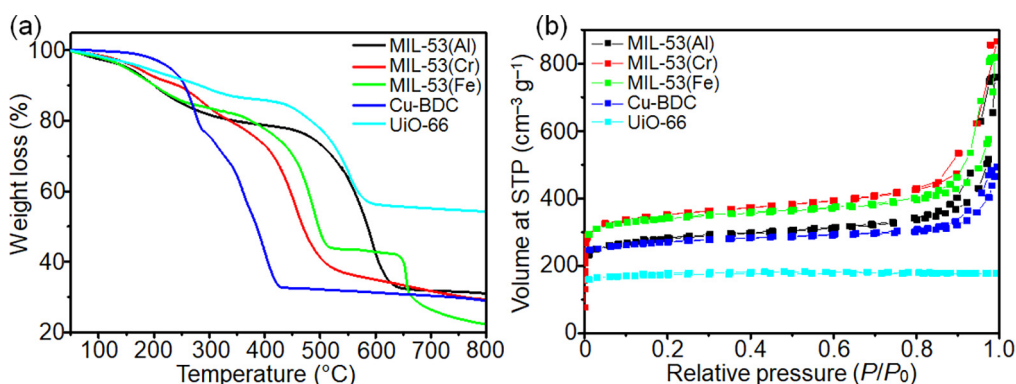 (a)
100
80
60
40
20
Weight loss (%)
MIL-53(Al)
MIL-53(Cr)
MIL-53(Fe)
Cu-BDC
UiO-66
100 200 300 400 500 600 700 800
Temperature (°C)
(b)
800
600
400
200
0
Volume at STP (cm⁻³ g⁻¹)
MIL-53(Al)
MIL-53(Cr)
MIL-53(Fe)
Cu-BDC
UiO-66
0 0.2 0.4 0.6 0.8 1.0
Relative pressure (P/P₀)